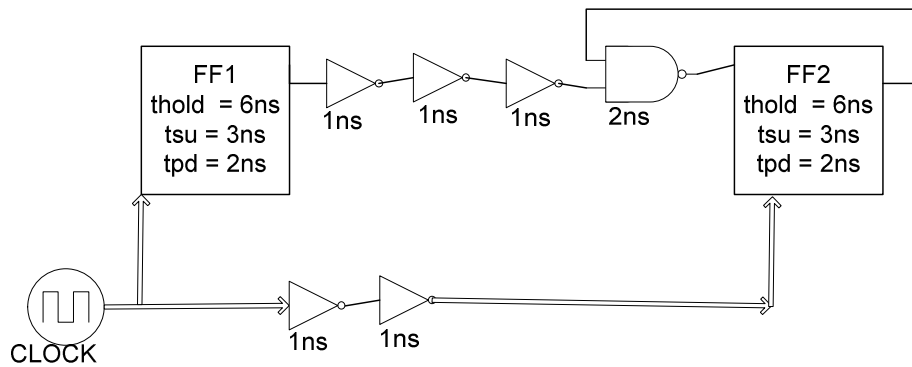 FF1
thold = 6ns
tsu = 3ns
tpd = 2ns
1ns
1ns
1ns
2ns
FF2
thold = 6ns
tsu = 3ns
tpd = 2ns
CLOCK
1ns
1ns